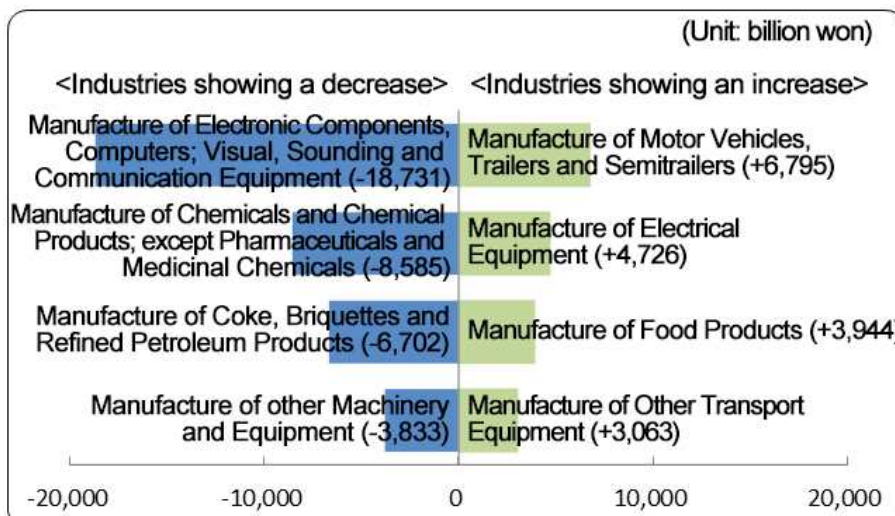 (Unit: billion won)
<Industries showing a decrease>
<Industries showing an increase>
Manufacture of Electronic Components,
Computers; Visual, Sounding and
Communication Equipment (-18,731)
Manufacture of Motor Vehicles,
Trailers and Semitrailers (+6,795)
Manufacture of Chemicals and Chemical
Products; except Pharmaceuticals and
Medicinal Chemicals (-8,585)
Manufacture of Electrical
Equipment (+4,726)
Manufacture of Coke, Briquettes and
Refined Petroleum Products (-6,702)
Manufacture of Food Products (+3,944)
Manufacture of other Machinery
and Equipment (-3,833)
Manufacture of Other Transport
Equipment (+3,063)
-20,000 -10,000 0 10,000 20,000